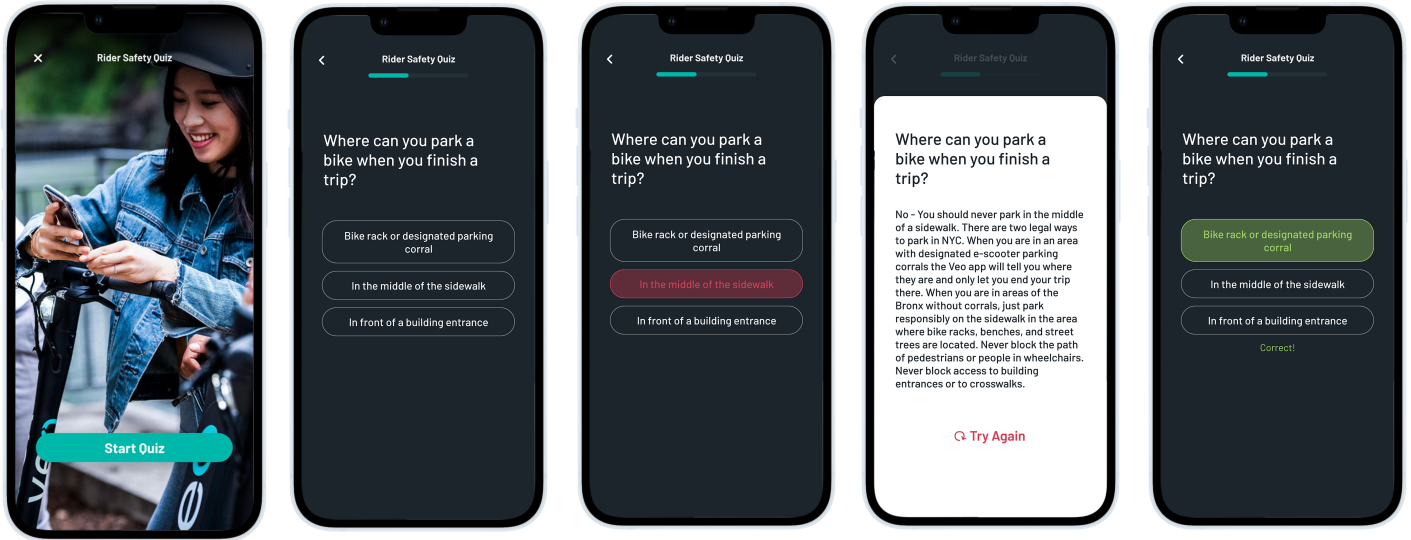 Rider Safety Quiz
veo
eo
Start Quiz
Rider Safety Quiz
Where can you park a
bike when you finish a
trip?
Bike rack or designated parking
corral
In the middle of the sidewalk
In front of a building entrance
Rider Safety Quiz
Where can you park a
bike when you finish a
trip?
Bike rack or designated parking
corral
In the middle of the sidewalk
In front of a building entrance
Rider Safety Quiz
Where can you park a
bike when you finish a
trip?
No - You should never park in the middle
of a sidewalk. There are two legal ways
to park in NYC. When you are in an area
with designated e-scooter parking
corrals the Veo app will tell you where
they are and only let you end your trip
there. When you are in areas of the
Bronx without corrals, just park
responsibly on the sidewalk in the area
where bike racks, benches, and street
trees are located. Never block the path
of pedestrians or people in wheelchairs.
Never block access to building
entrances or to crosswalks.
Try Again
Rider Safety Quiz
Where can you park a
bike when you finish a
trip?
Bike rack or designated parking
corral
In the middle of the sidewalk
In front of a building entrance
Correct!